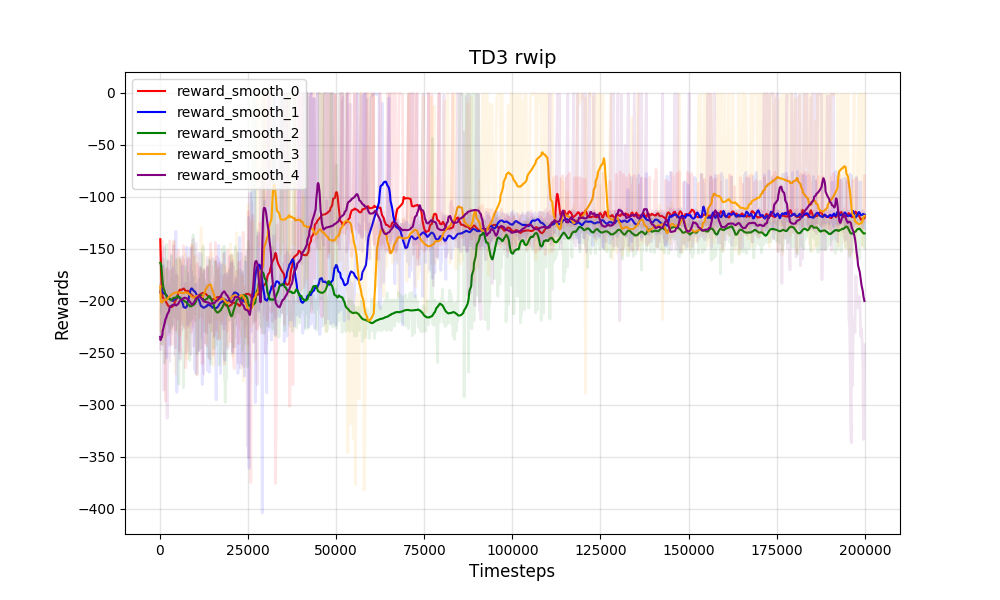 TD3 rwip
reward_smooth_0
reward_smooth_1
reward_smooth_2
reward_smooth_3
reward_smooth_4
Rewards
0
−50
−100
−150
−200
−250
−300
−350
−400
0 25000 50000 75000 100000 125000 150000 175000 200000
Timesteps